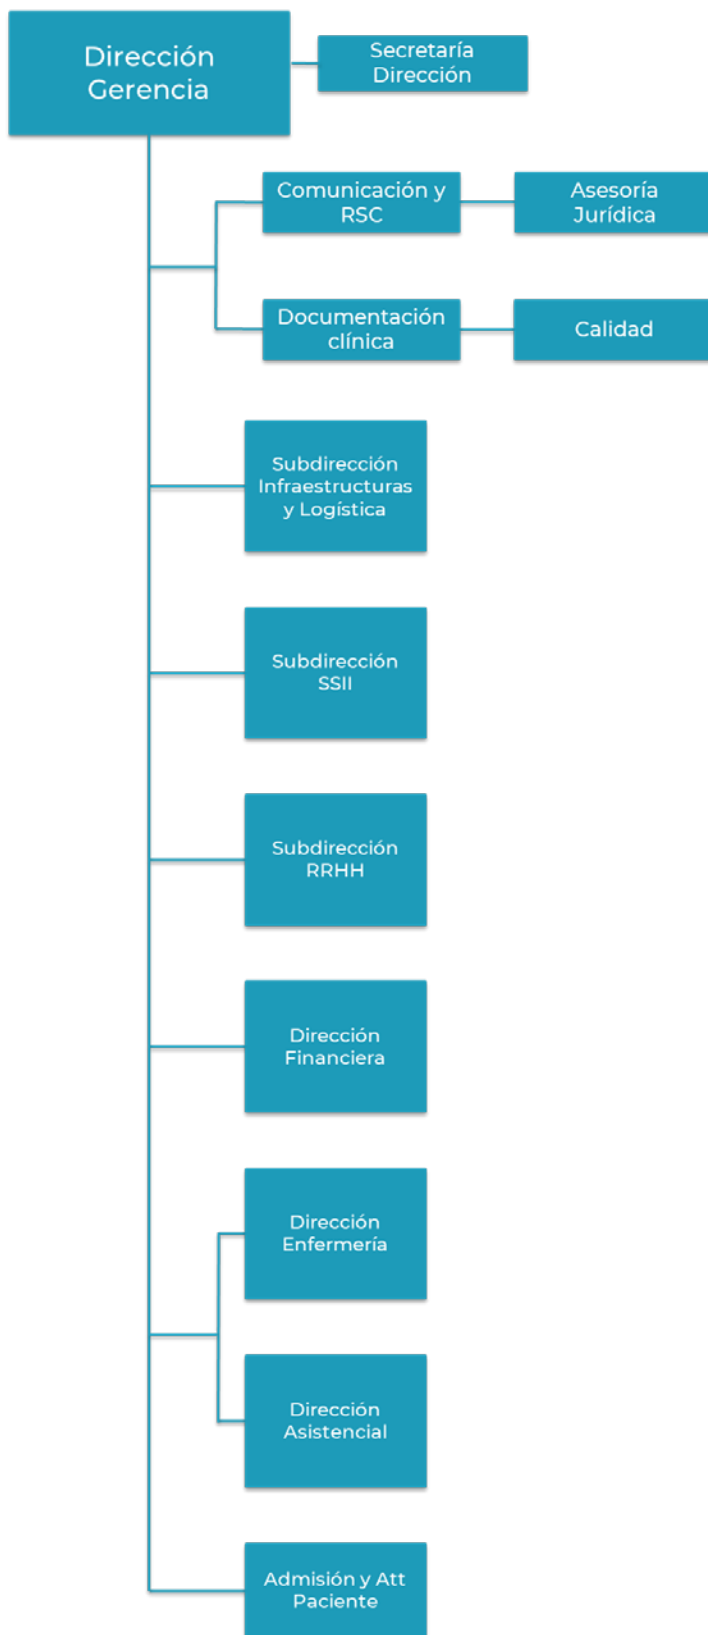 Dirección
Gerencia
Secretaría
Dirección
Comunicación y
RSC
Asesoría
Jurídica
Documentación
clínica
Calidad
Subdirección
Infraestructuras
y Logística
Subdirección
SSII
Subdirección
RRHH
Dirección
Financiera
Dirección
Enfermería
Dirección
Asistencial
Admisión y Att
Paciente